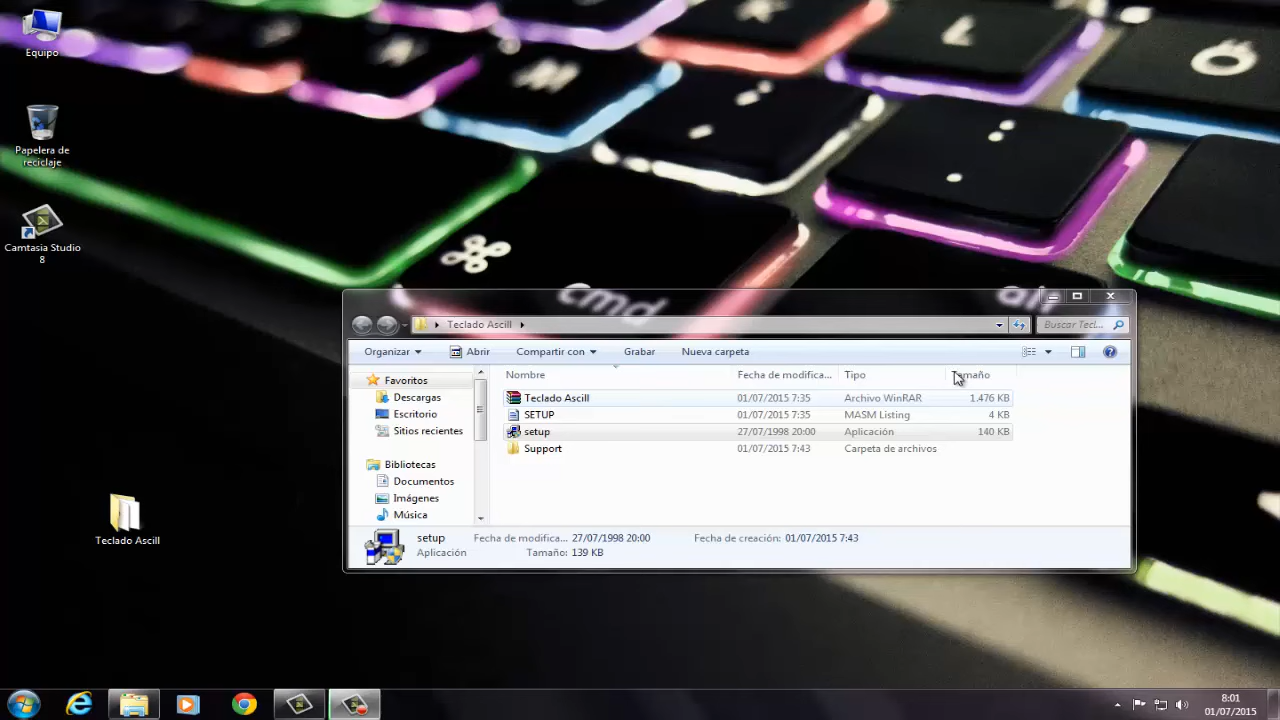 Equipo
Papelera de
reciclaje
Camtasia Studio
8
Teclado Ascill
cmd
alt
Teclado Ascill
Buscar Tecl...
Organizar
Abrir
Compartir con
Grabar
Nueva carpeta
Favoritos
Descargas
Escritorio
Sitios recientes
Bibliotecas
Documentos
Imágenes
Música
Nombre
Fecha de modifica...
Tipo
Tamaño
Teclado Ascill 01/07/2015 7:35 Archivo WinRAR 1.476 KB
SETUP 01/07/2015 7:35 MASM Listing 4 KB
setup 27/07/1998 20:00 Aplicación 140 KB
Support 01/07/2015 7:43 Carpeta de archivos
setup Fecha de modifica... 27/07/1998 20:00 Fecha de creación: 01/07/2015 7:43
Aplicación Tamaño: 139 KB
8:01
01/07/2015